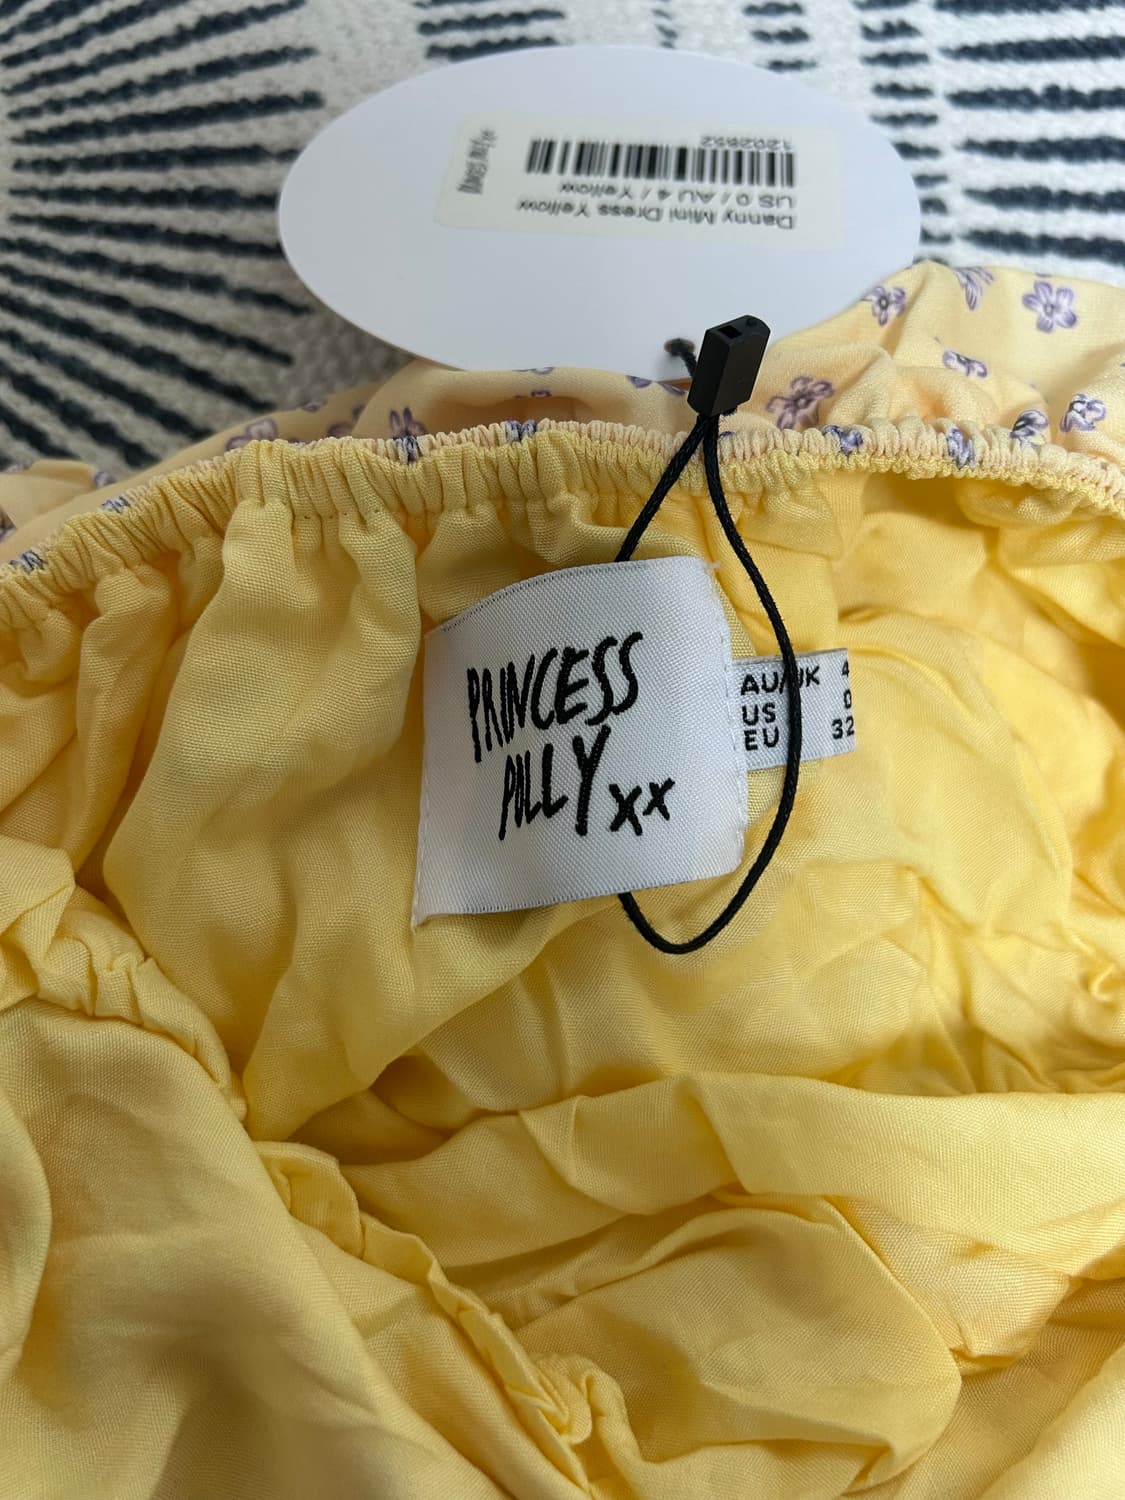 Danny Mini Dress Yellow
US 0 / AU 4 / Yellow
1202652
PRINCESS
POLLY xx
AU/UK 4
US 0
EU 32